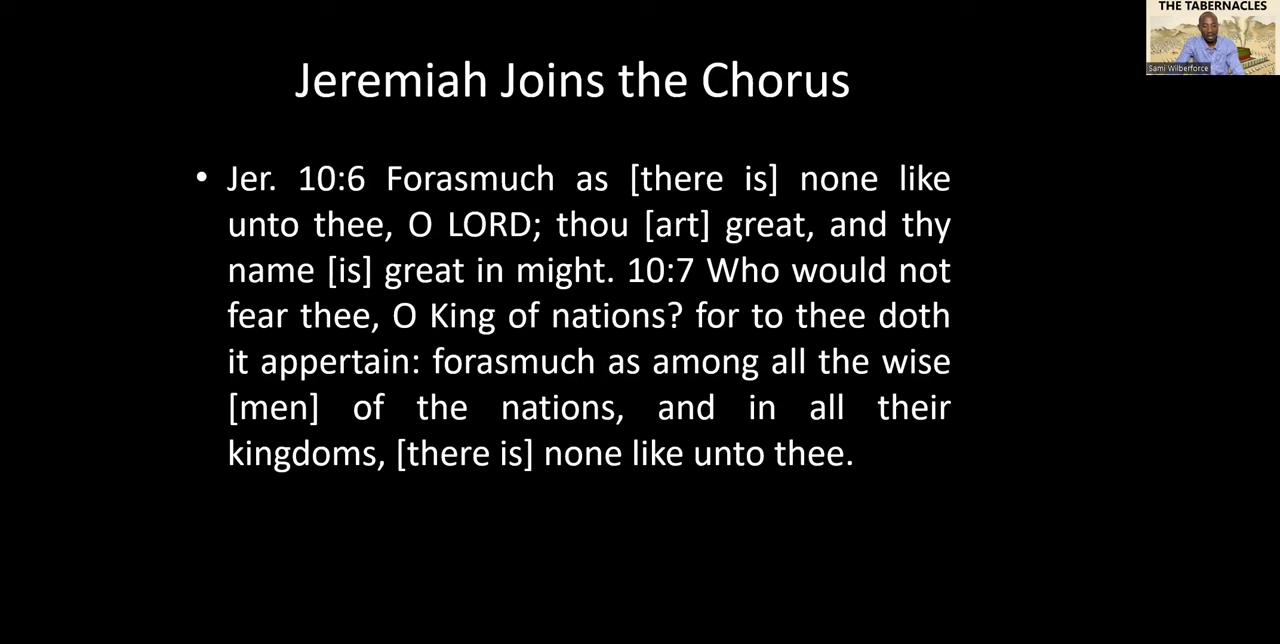 THE TABERNACLES
Sami Wilberforce
Jeremiah Joins the Chorus
• Jer. 10:6 Forasmuch as [there is] none like
unto thee, O LORD; thou [art] great, and thy
name [is] great in might. 10:7 Who would not
fear thee, O King of nations? for to thee doth
it appertain: forasmuch as among all the wise
[men] of the nations, and in all their
kingdoms, [there is] none like unto thee.